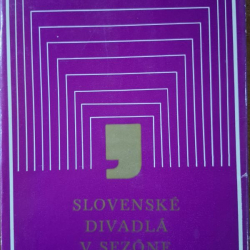 SLOVENSKÉ
DIVADLÁ
V SEZÓNE